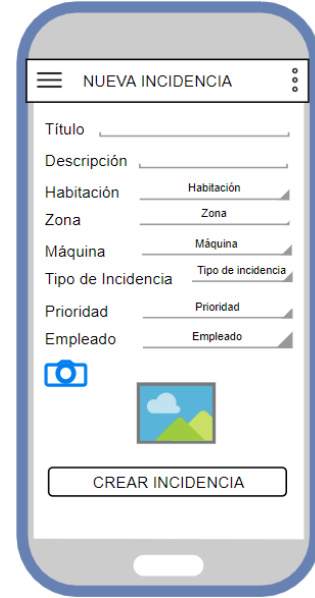 NUEVA INCIDENCIA
Título
Descripción
Habitación Habitación
Zona Zona
Máquina Máquina
Tipo de Incidencia Tipo de incidencia
Prioridad Prioridad
Empleado Empleado
CREAR INCIDENCIA